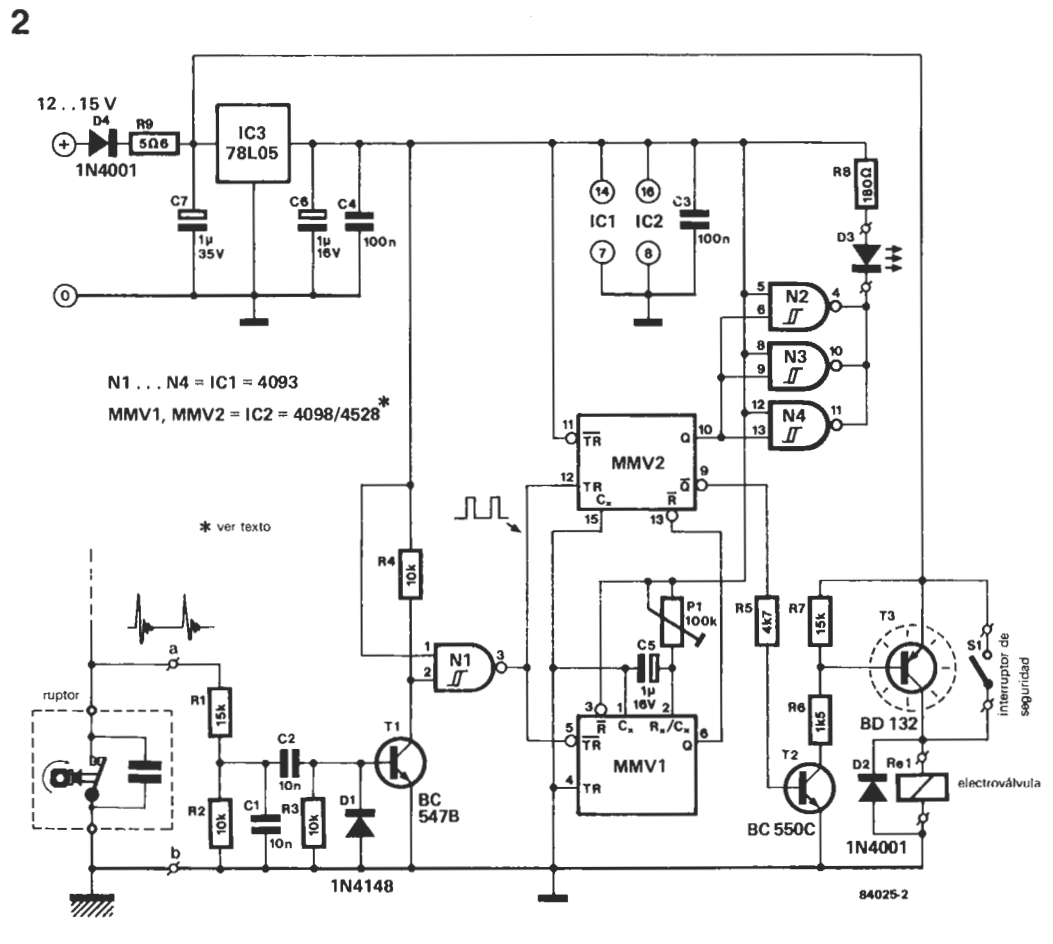 2
12 . . 15 V
D4
R9
5Ω6
1N4001
IC3
78L05
C7
1µ
35V
C6
1µ
16V
C4
100n
14
16
IC1
IC2
7
8
C3
100n
R8
180Ω
D3
5
6
N2
4
8
9
N3
10
12
13
N4
11
+
0
N1 . . . N4 = IC1 = 4093
MMV1, MMV2 = IC2 = 4098/4528*
* ver texto
11
TR
Q
10
MMV2
12
TR
Cx
R
Q
9
15
13
R4
10k
1
2
N1
3
P1
100k
C5
1µ
16V
3
R
1
Cx
2
Rx/Cx
5
TR
Q
6
MMV1
4
TR
R5
4k7
R7
15k
R6
1k5
T3
BD 132
S1
interruptor de
seguridad
T2
BC 550C
D2
1N4001
Re1
electroválvula
a
ruptor
R1
15k
C2
10n
R2
10k
C1
10n
R3
10k
D1
1N4148
T1
BC
547B
b
84025-2